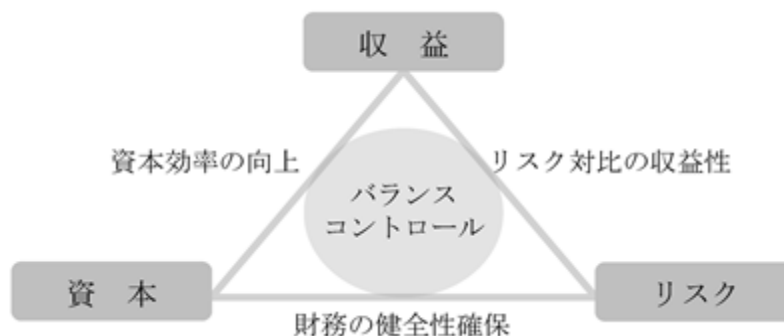 収　益
資本効率の向上
リスク対比の収益性
バランス
コントロール
資　本
リスク
財務の健全性確保